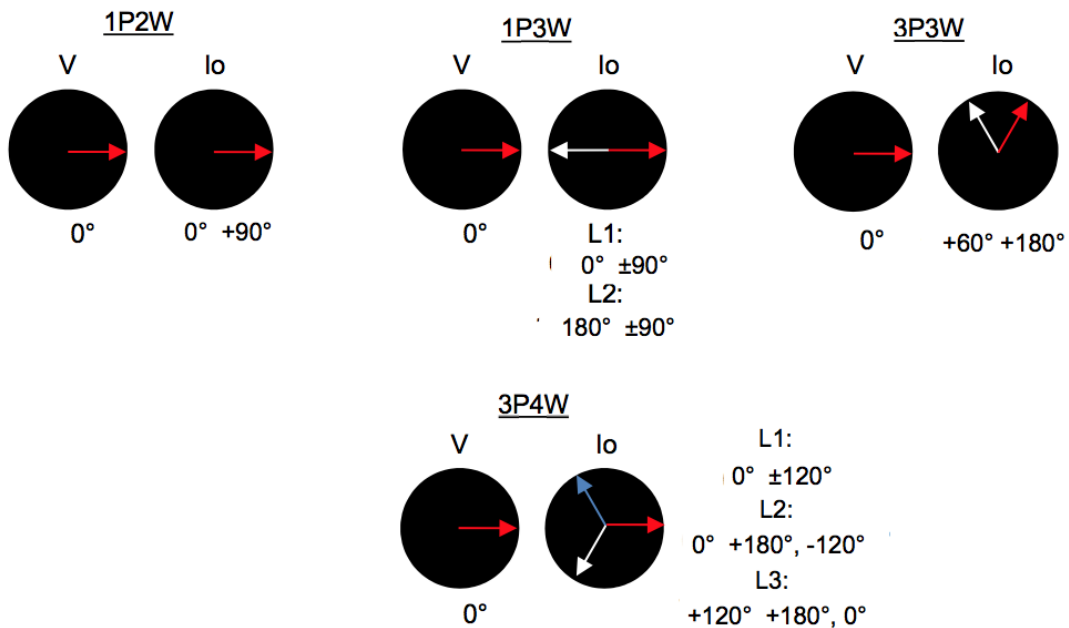 1P2W
V Io
0° 0° +90°
1P3W
V Io
0° L1:
0° ±90°
L2:
180° ±90°
3P3W
V Io
0° +60° +180°
3P4W
V Io
0°
L1:
0° ±120°
L2:
0° +180°, -120°
L3:
+120° +180°, 0°